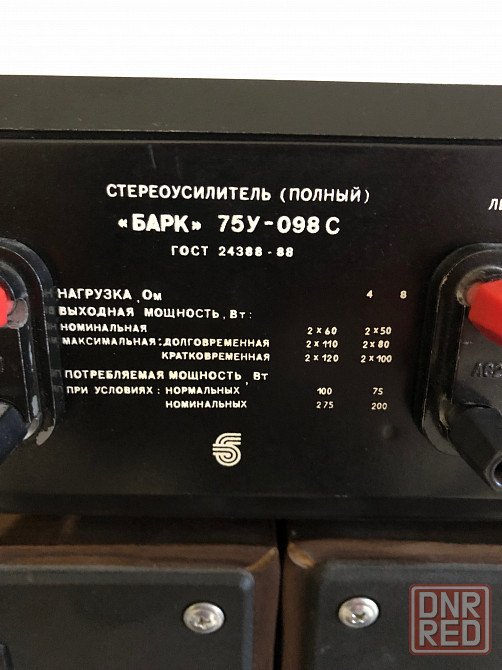 СТЕРЕОУСИЛИТЕЛЬ (ПОЛНЫЙ)
«БАРК» 75У-098С
ГОСТ 24388-88
НАГРУЗКА, Ом 4 8
ВЫХОДНАЯ МОЩНОСТЬ, Вт:
НОМИНАЛЬНАЯ 2×60 2×50
МАКСИМАЛЬНАЯ: ДОЛГОВРЕМЕННАЯ 2×110 2×80
КРАТКОВРЕМЕННАЯ 2×120 2×100
ПОТРЕБЛЯЕМАЯ МОЩНОСТЬ, Вт
ПРИ УСЛОВИЯХ: НОРМАЛЬНЫХ 100 75
НОМИНАЛЬНЫХ 275 200
DNR
RED